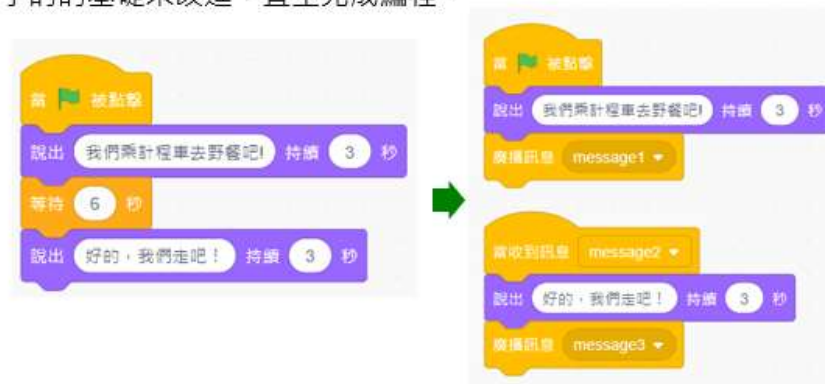 當 被點擊
說出 我們乘計程車去野餐吧! 持續 3 秒
等待 6 秒
說出 好的，我們走吧！ 持續 3 秒
當 被點擊
說出 我們乘計程車去野餐吧! 持續 3 秒
廣播訊息 message1
當收到訊息 message2
說出 好的，我們走吧！ 持續 3 秒
廣播訊息 message3